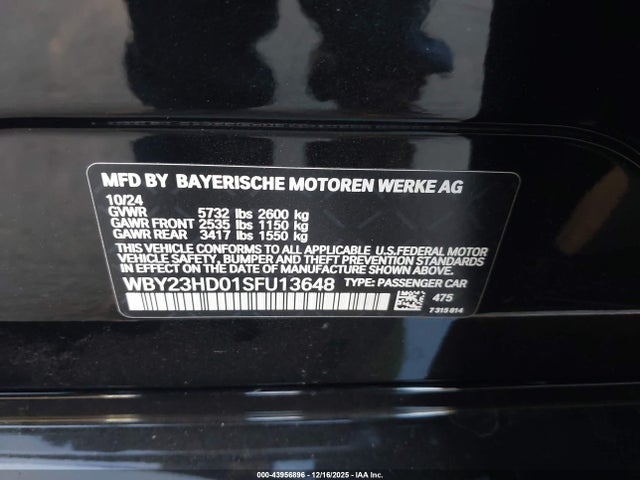 MFD BY BAYERISCHE MOTOREN WERKE AG
10/24
GVWR 5732 lbs 2600 kg
GAWR FRONT 2535 lbs 1150 kg
GAWR REAR 3417 lbs 1550 kg
THIS VEHICLE CONFORMS TO ALL APPLICABLE U.S.FEDERAL MOTOR
VEHICLE SAFETY, BUMPER, AND THEFT PREVENTION STANDARDS
IN EFFECT ON THE DATE OF MANUFACTURE SHOWN ABOVE.
WBY23HD01SFU13648 TYPE: PASSENGER CAR
475
7315814
000-43956896 - 12/16/2025 - IAA Inc.